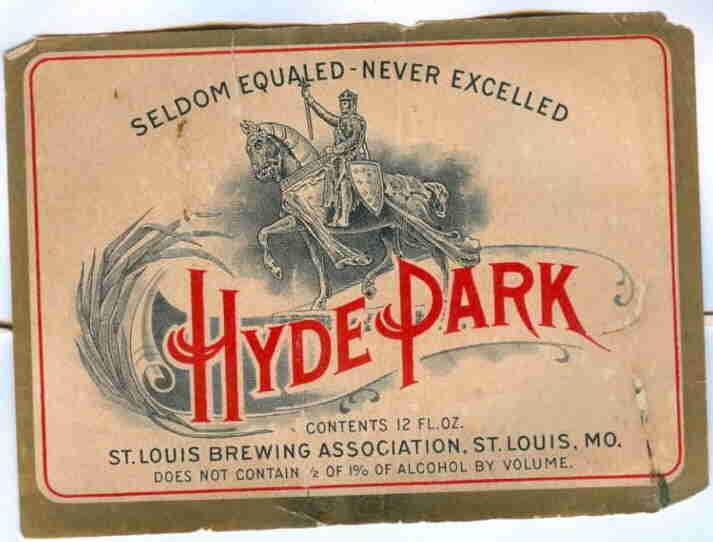 SELDOM EQUALED - NEVER EXCELLED
HYDE PARK
CONTENTS 12 FL.OZ.
ST. LOUIS BREWING ASSOCIATION, ST. LOUIS, MO.
DOES NOT CONTAIN ½ OF 1% OF ALCOHOL BY VOLUME.